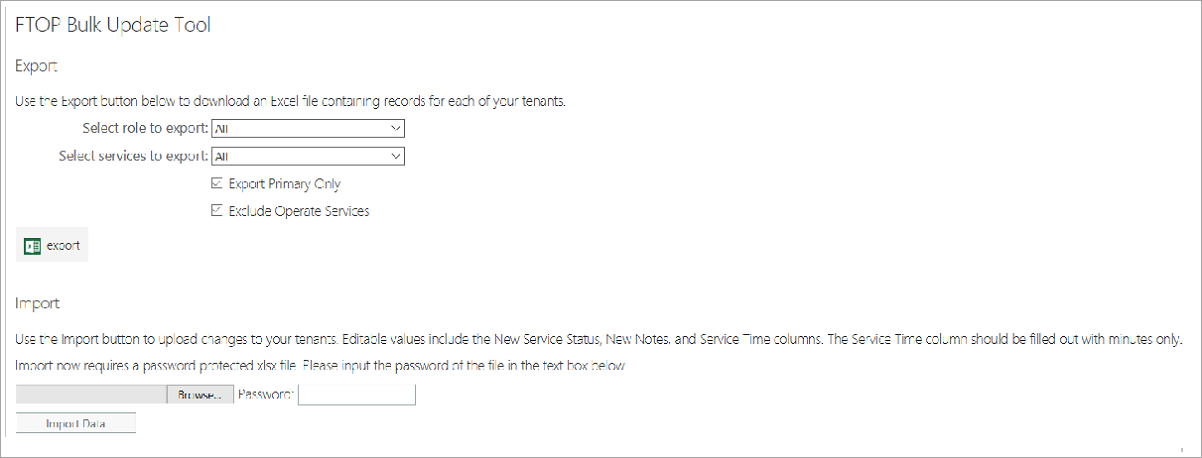 FTOP Bulk Update Tool
Export
Use the Export button below to download an Excel file containing records for each of your tenants.
Select role to export: All
Select services to export: All
Export Primary Only
Exclude Operate Services
export
Import
Use the Import button to upload changes to your tenants. Editable values include the New Service Status, New Notes, and Service Time columns. The Service Time column should be filled out with minutes only.
Import now requires a password protected xlsx file. Please input the password of the file in the text box below
Browse... Password:
Import Data